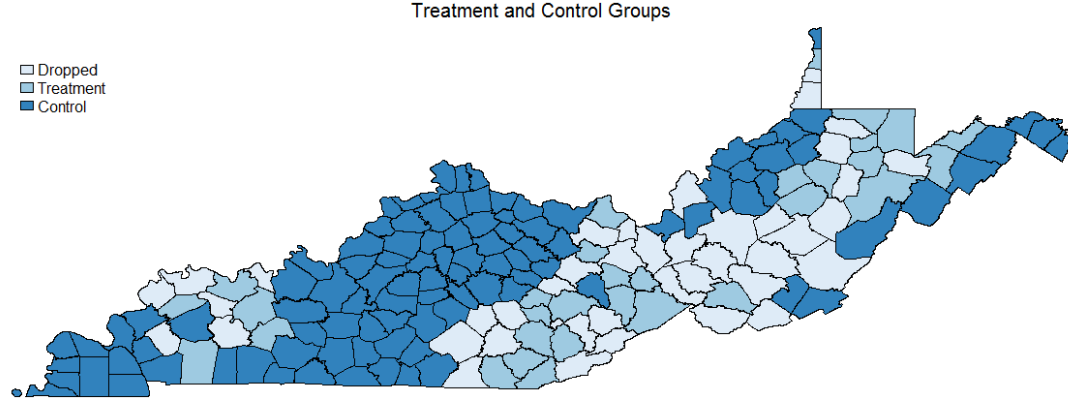 Treatment and Control Groups
Dropped
Treatment
Control